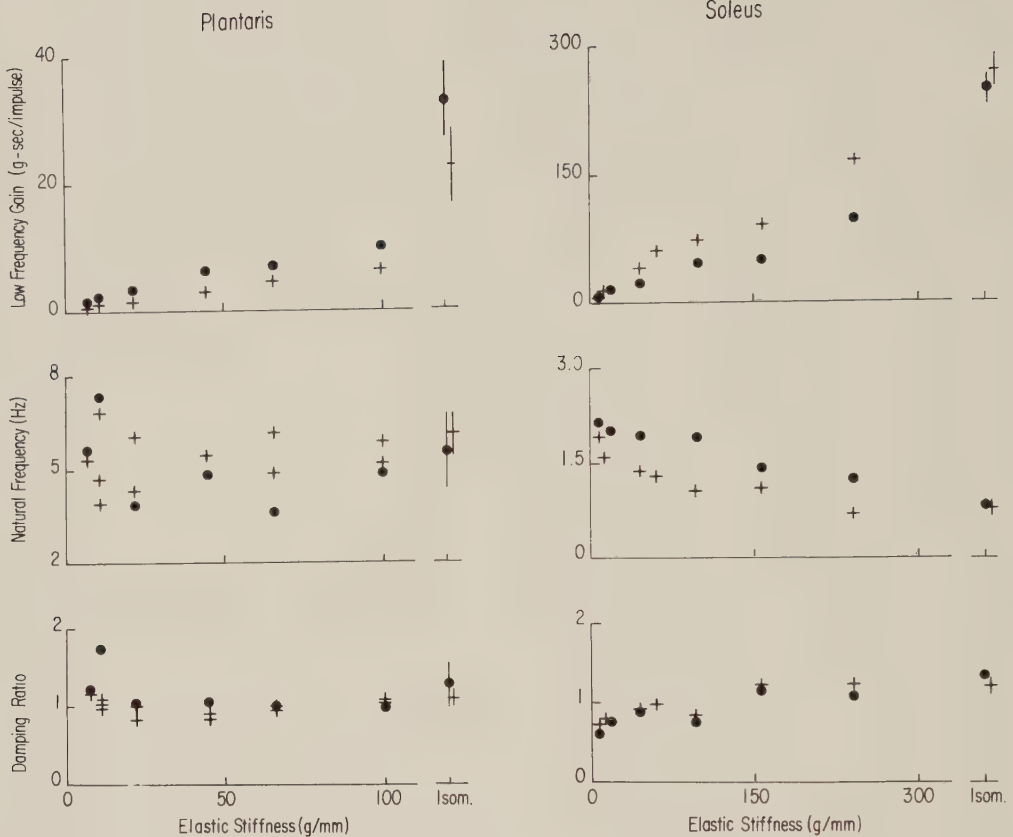 Plantaris
Soleus
Low Frequency Gain (g-sec/impulse)
40
20
0
300
150
0
Natural Frequency (Hz)
8
5
2
3.0
1.5
0
Damping Ratio
2
1
0
2
1
0
0 50 100 Isom.
0 150 300 Isom.
Elastic Stiffness (g/mm)
Elastic Stiffness (g/mm)